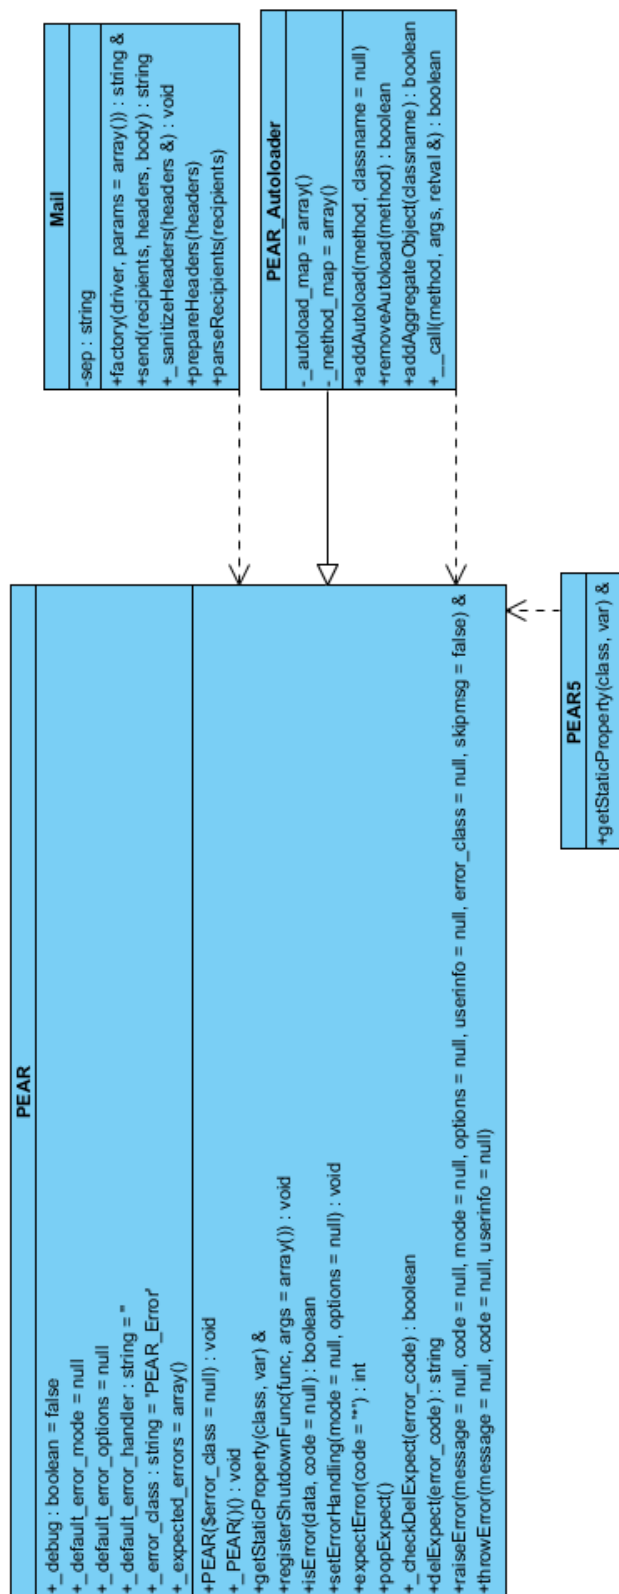 PEAR
+_debug : boolean = false
+_default_error_mode = null
+_default_error_options = null
+_default_error_handler : string = ''
+_error_class : string = 'PEAR_Error'
+_expected_errors = array()
+PEAR($error_class = null) : void
+_PEAR()() : void
+getStaticProperty(class, var) &
+registerShutdownFunc(func, args = array()) : void
+isError(data, code = null) : boolean
+setErrorHandling(mode = null, options = null) : void
+expectError(code = "*") : int
+popExpect()
+_checkDelExpect(error_code) : boolean
+delExpect(error_code) : string
+raiseError(message = null, code = null, mode = null, options = null, userinfo = null, error_class = null, skipmsg = false) &
+throwError(message = null, code = null, userinfo = null)
Mail
-sep : string
+factory(driver, params = array()) : string &
+send(recipients, headers, body) : string
+_sanitizeHeaders(headers &) : void
+prepareHeaders(headers)
+parseRecipients(recipients)
PEAR_Autoloader
-_autoload_map = array()
-_method_map = array()
+addAutoload(method, classname = null)
+removeAutoload(method) : boolean
+addAggregateObject(classname) : boolean
+__call(method, args, retval &) : boolean
PEAR5
+getStaticProperty(class, var) &